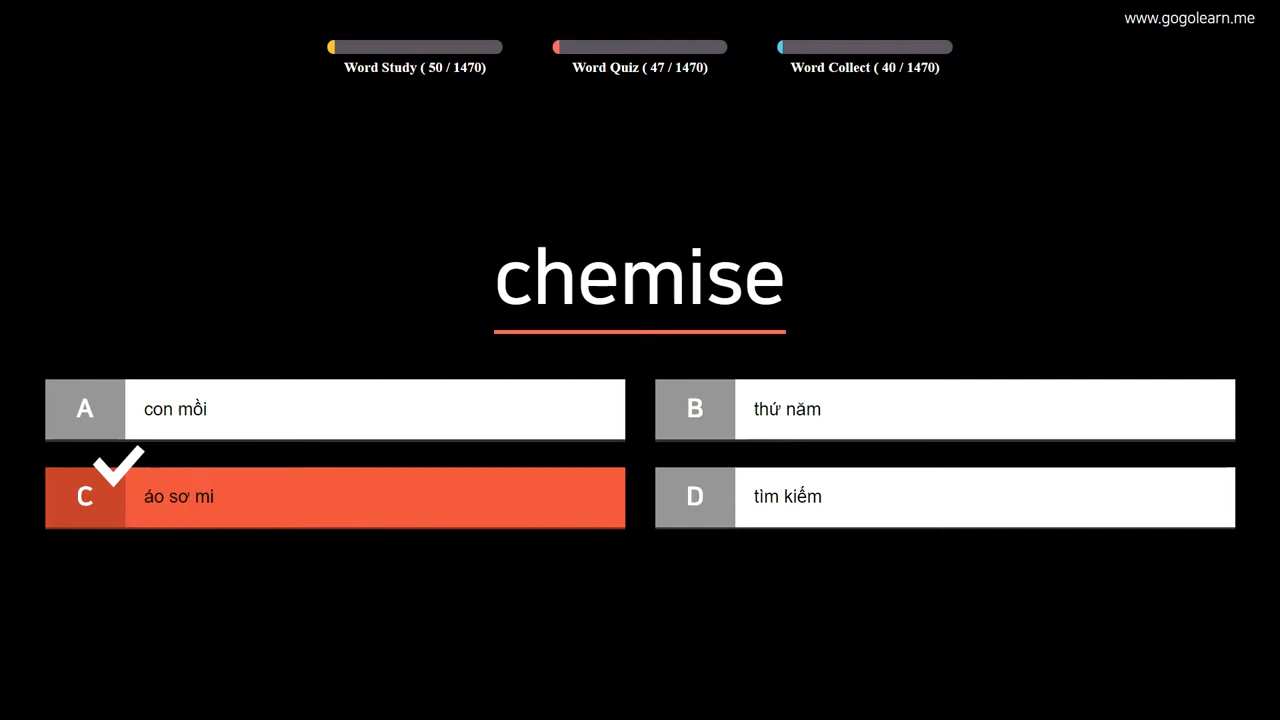 www.gogolearn.me
Word Study ( 50 / 1470)
Word Quiz ( 47 / 1470)
Word Collect ( 40 / 1470)
chemise
A
con mồi
B
thứ năm
C
áo sơ mi
D
tìm kiếm